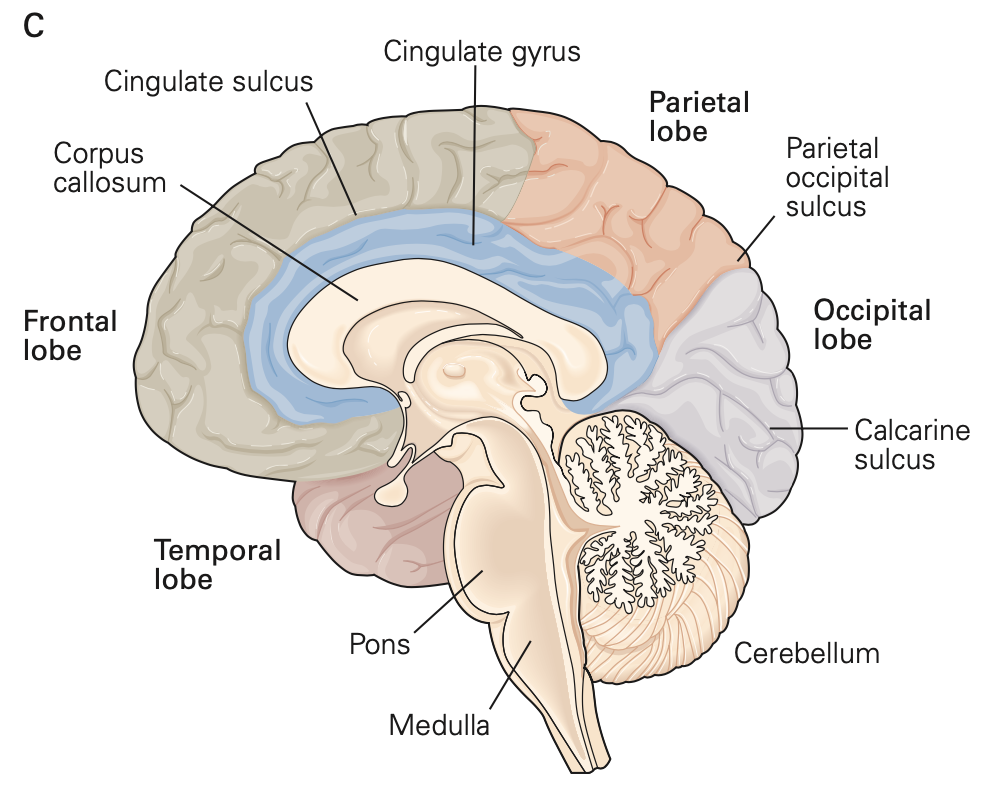 C
Cingulate gyrus
Cingulate sulcus
Parietal
lobe
Corpus
callosum
Parietal
occipital
sulcus
Frontal
lobe
Occipital
lobe
Calcarine
sulcus
Temporal
lobe
Pons
Cerebellum
Medulla